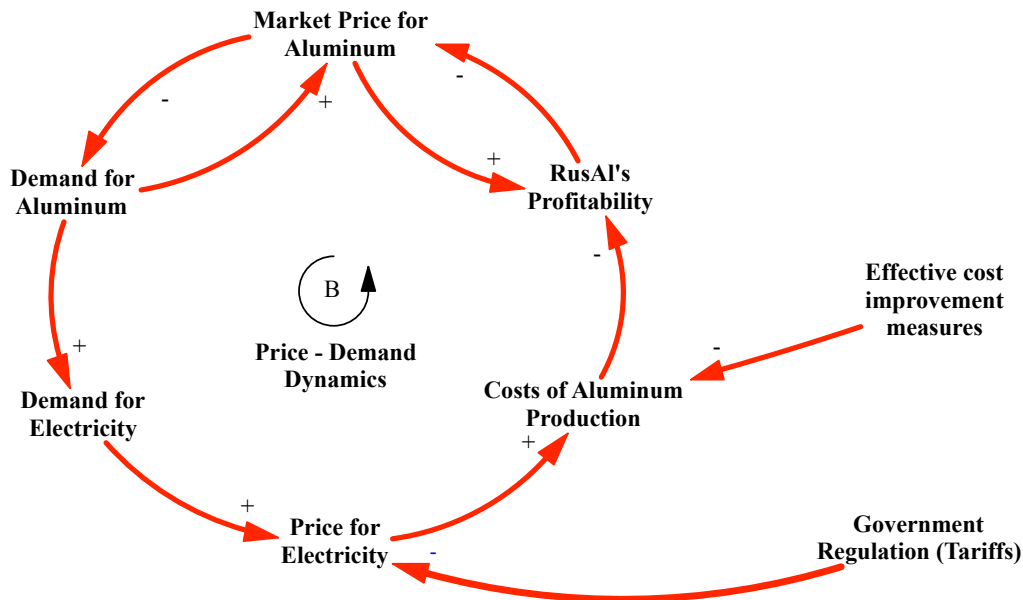 Market Price for
Aluminum
-
-
+
+
Demand for
Aluminum
RusAl's
Profitability
-
B
Effective cost
improvement
measures
+
Price - Demand
Dynamics
-
Demand for
Electricity
Costs of Aluminum
Production
+
+
Price for
Electricity
-
Government
Regulation (Tariffs)